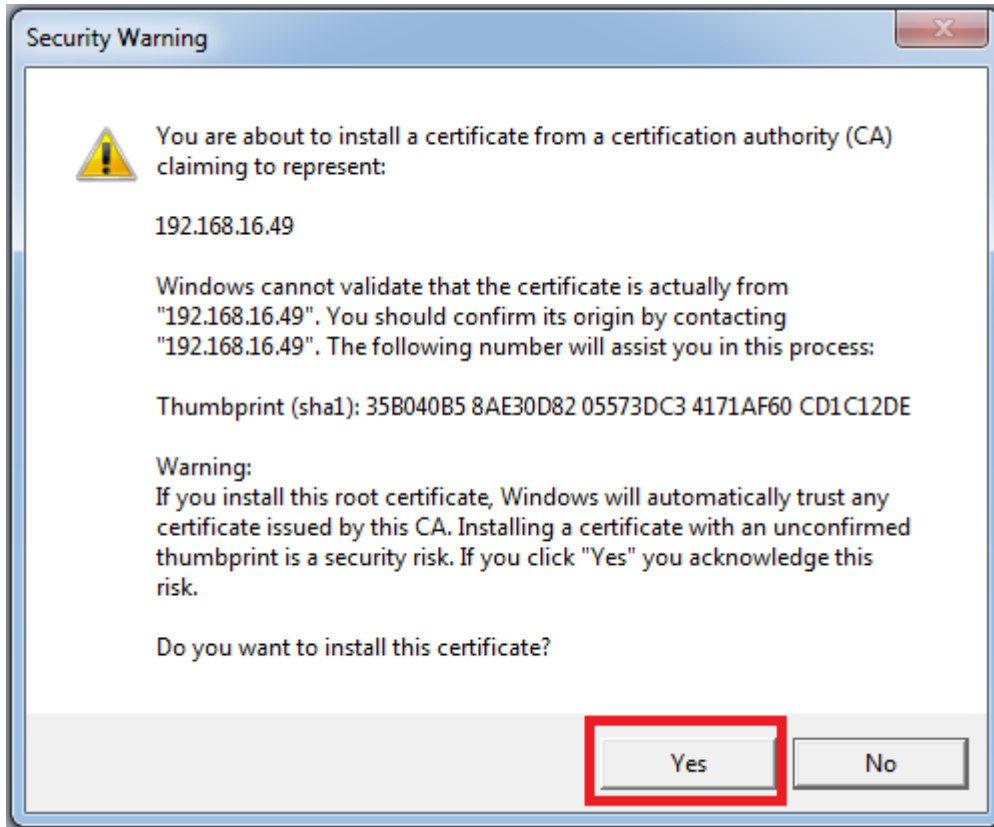 Security Warning
You are about to install a certificate from a certification authority (CA)
claiming to represent:
192.168.16.49
Windows cannot validate that the certificate is actually from
"192.168.16.49". You should confirm its origin by contacting
"192.168.16.49". The following number will assist you in this process:
Thumbprint (sha1): 35B040B5 8AE30D82 05573DC3 4171AF60 CD1C12DE
Warning:
If you install this root certificate, Windows will automatically trust any
certificate issued by this CA. Installing a certificate with an unconfirmed
thumbprint is a security risk. If you click "Yes" you acknowledge this
risk.
Do you want to install this certificate?
Yes
No